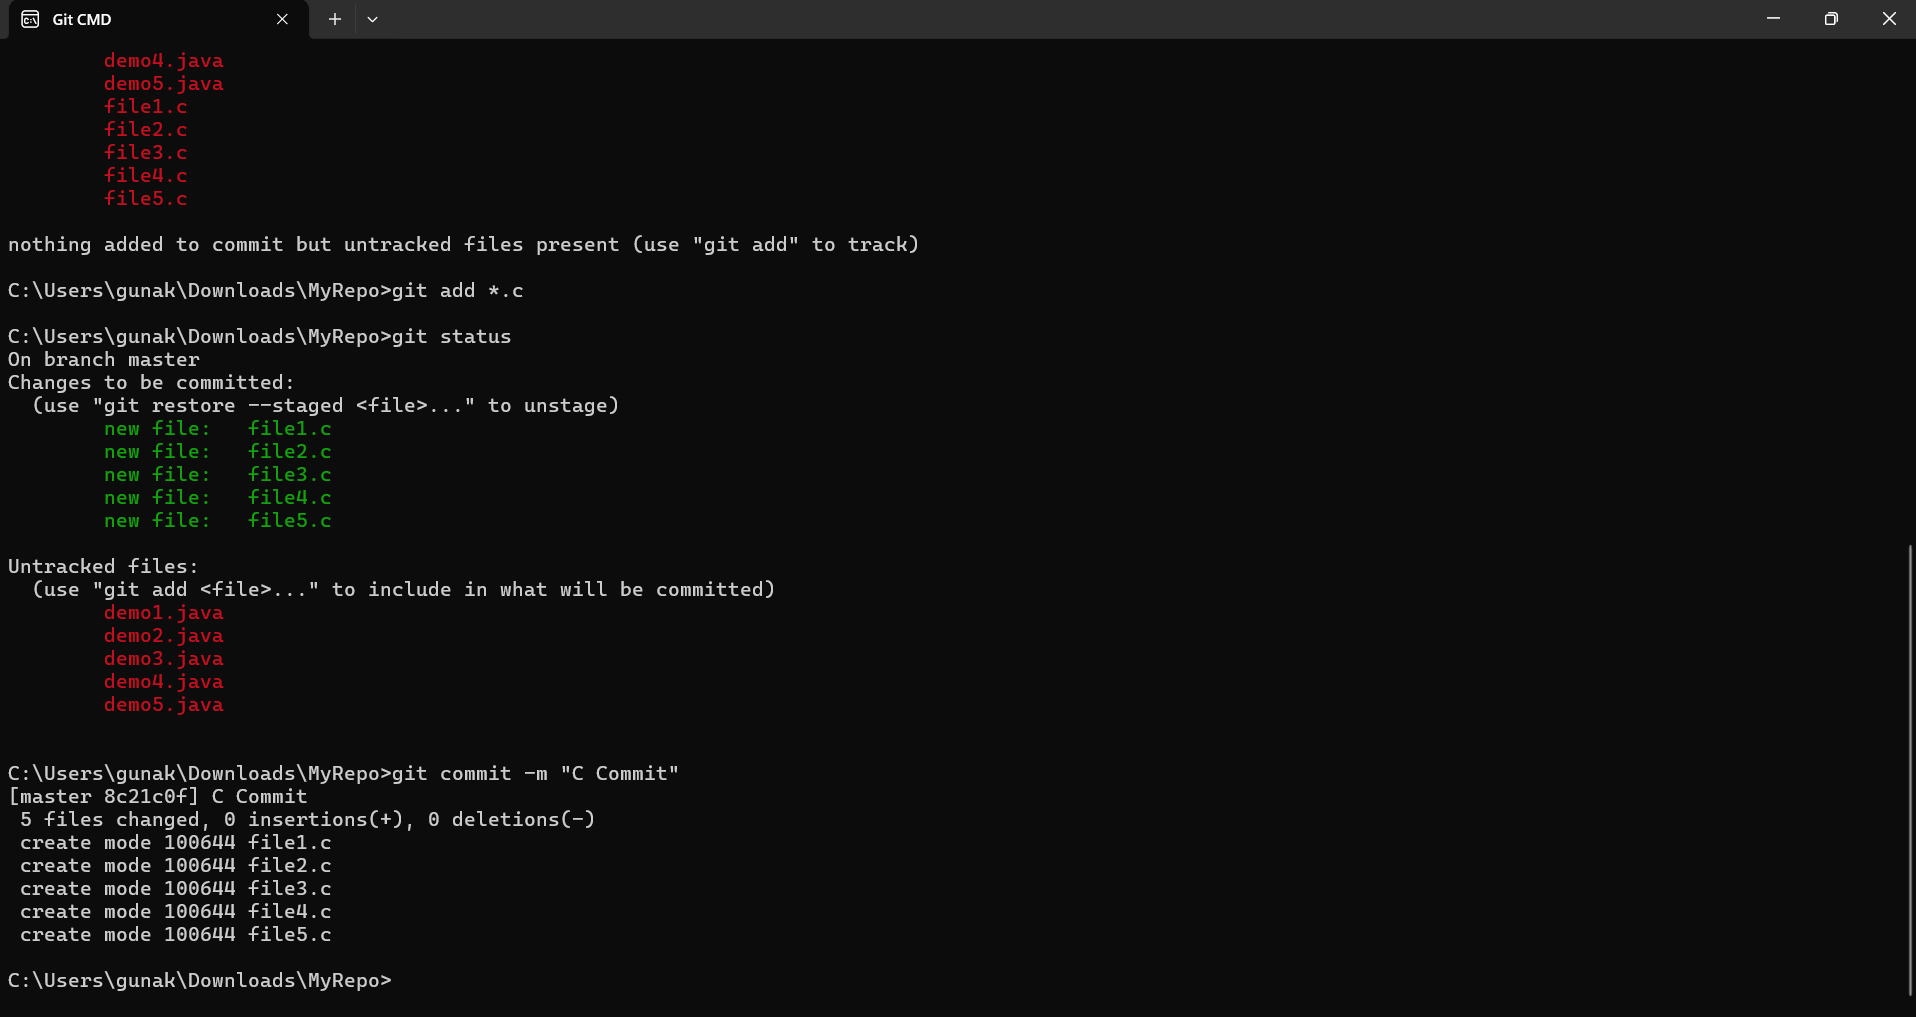 Git CMD
demo4.java
demo5.java
file1.c
file2.c
file3.c
file4.c
file5.c
nothing added to commit but untracked files present (use "git add" to track)
C:\Users\gunak\Downloads\MyRepo>git add *.c
C:\Users\gunak\Downloads\MyRepo>git status
On branch master
Changes to be committed:
  (use "git restore --staged <file>..." to unstage)
new file:   file1.c
new file:   file2.c
new file:   file3.c
new file:   file4.c
new file:   file5.c
Untracked files:
  (use "git add <file>..." to include in what will be committed)
demo1.java
demo2.java
demo3.java
demo4.java
demo5.java
C:\Users\gunak\Downloads\MyRepo>git commit -m "C Commit"
[master 8c21c0f] C Commit
 5 files changed, 0 insertions(+), 0 deletions(-)
 create mode 100644 file1.c
 create mode 100644 file2.c
 create mode 100644 file3.c
 create mode 100644 file4.c
 create mode 100644 file5.c
C:\Users\gunak\Downloads\MyRepo>